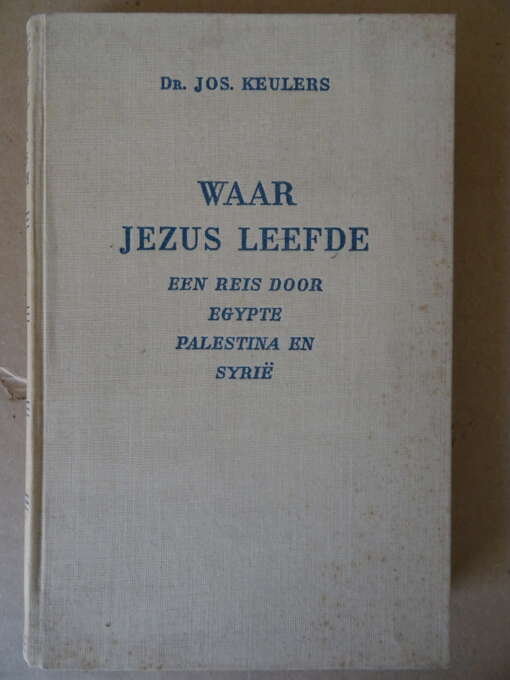 DR. JOS. KEULERS
WAAR
JEZUS LEEFDE
EEN REIS DOOR
EGYPTE
PALESTINA EN
SYRIË